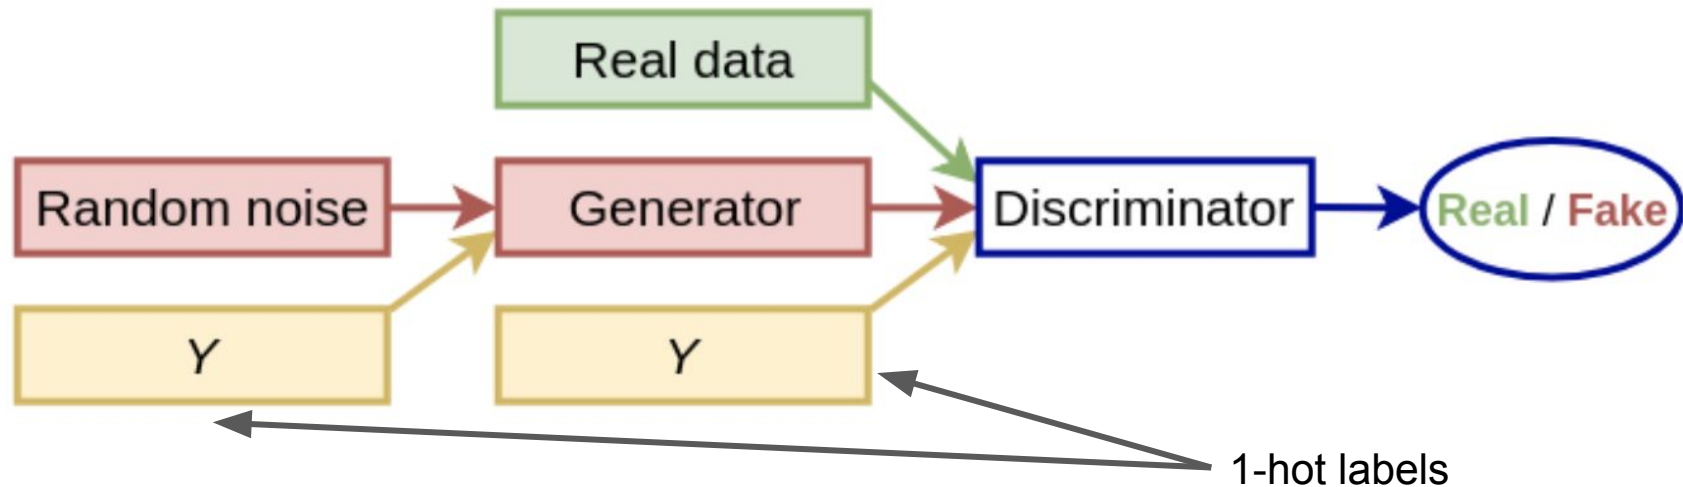 Real data
Random noise
Generator
Discriminator
Real / Fake
Y
Y
1-hot labels